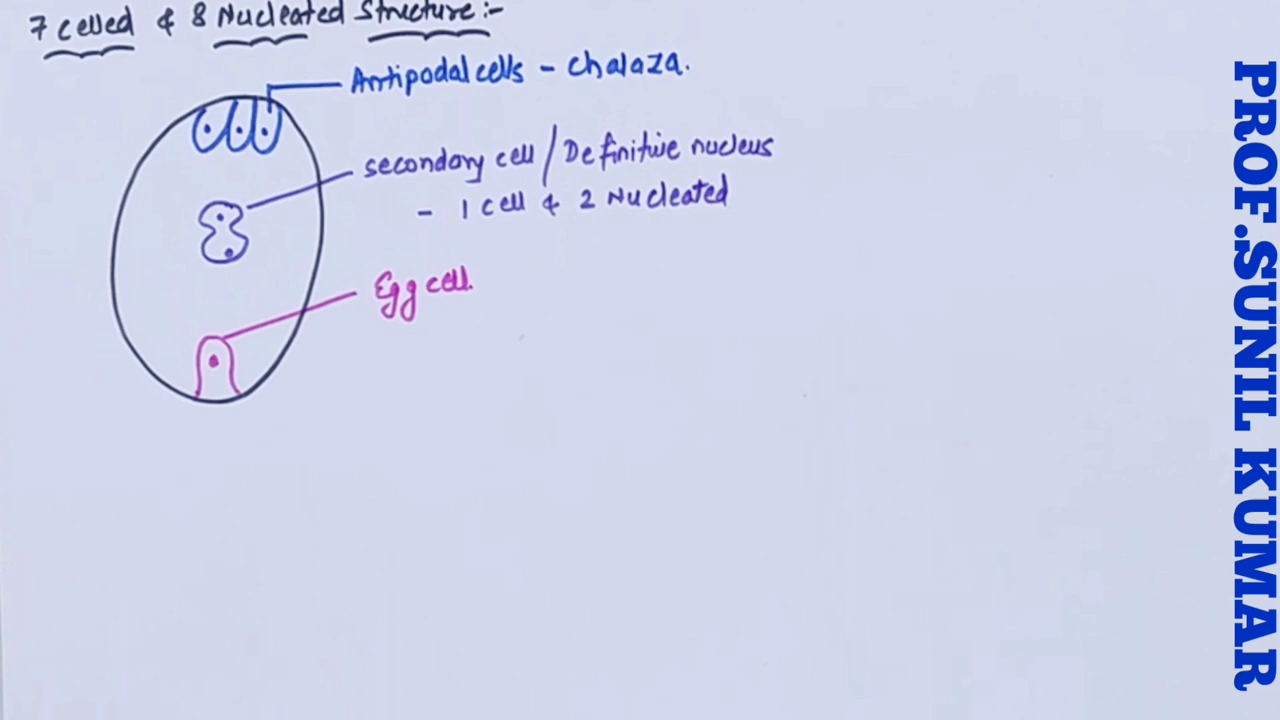 7 celled & 8 Nucleated Structure:-
Antipodal cells - chalaza.
secondary cell / Definitive nucleus
- 1 cell & 2 Nucleated
Egg cell.
PROF.SUNIL KUMAR